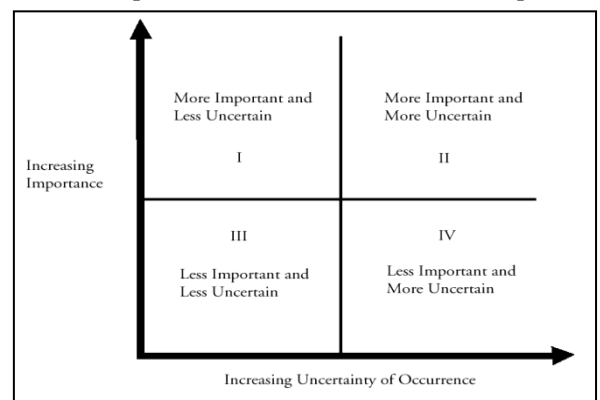 More Important and
Less Uncertain
I
More Important and
More Uncertain
II
Increasing
Importance
III
Less Important and
Less Uncertain
IV
Less Important and
More Uncertain
Increasing Uncertainty of Occurrence